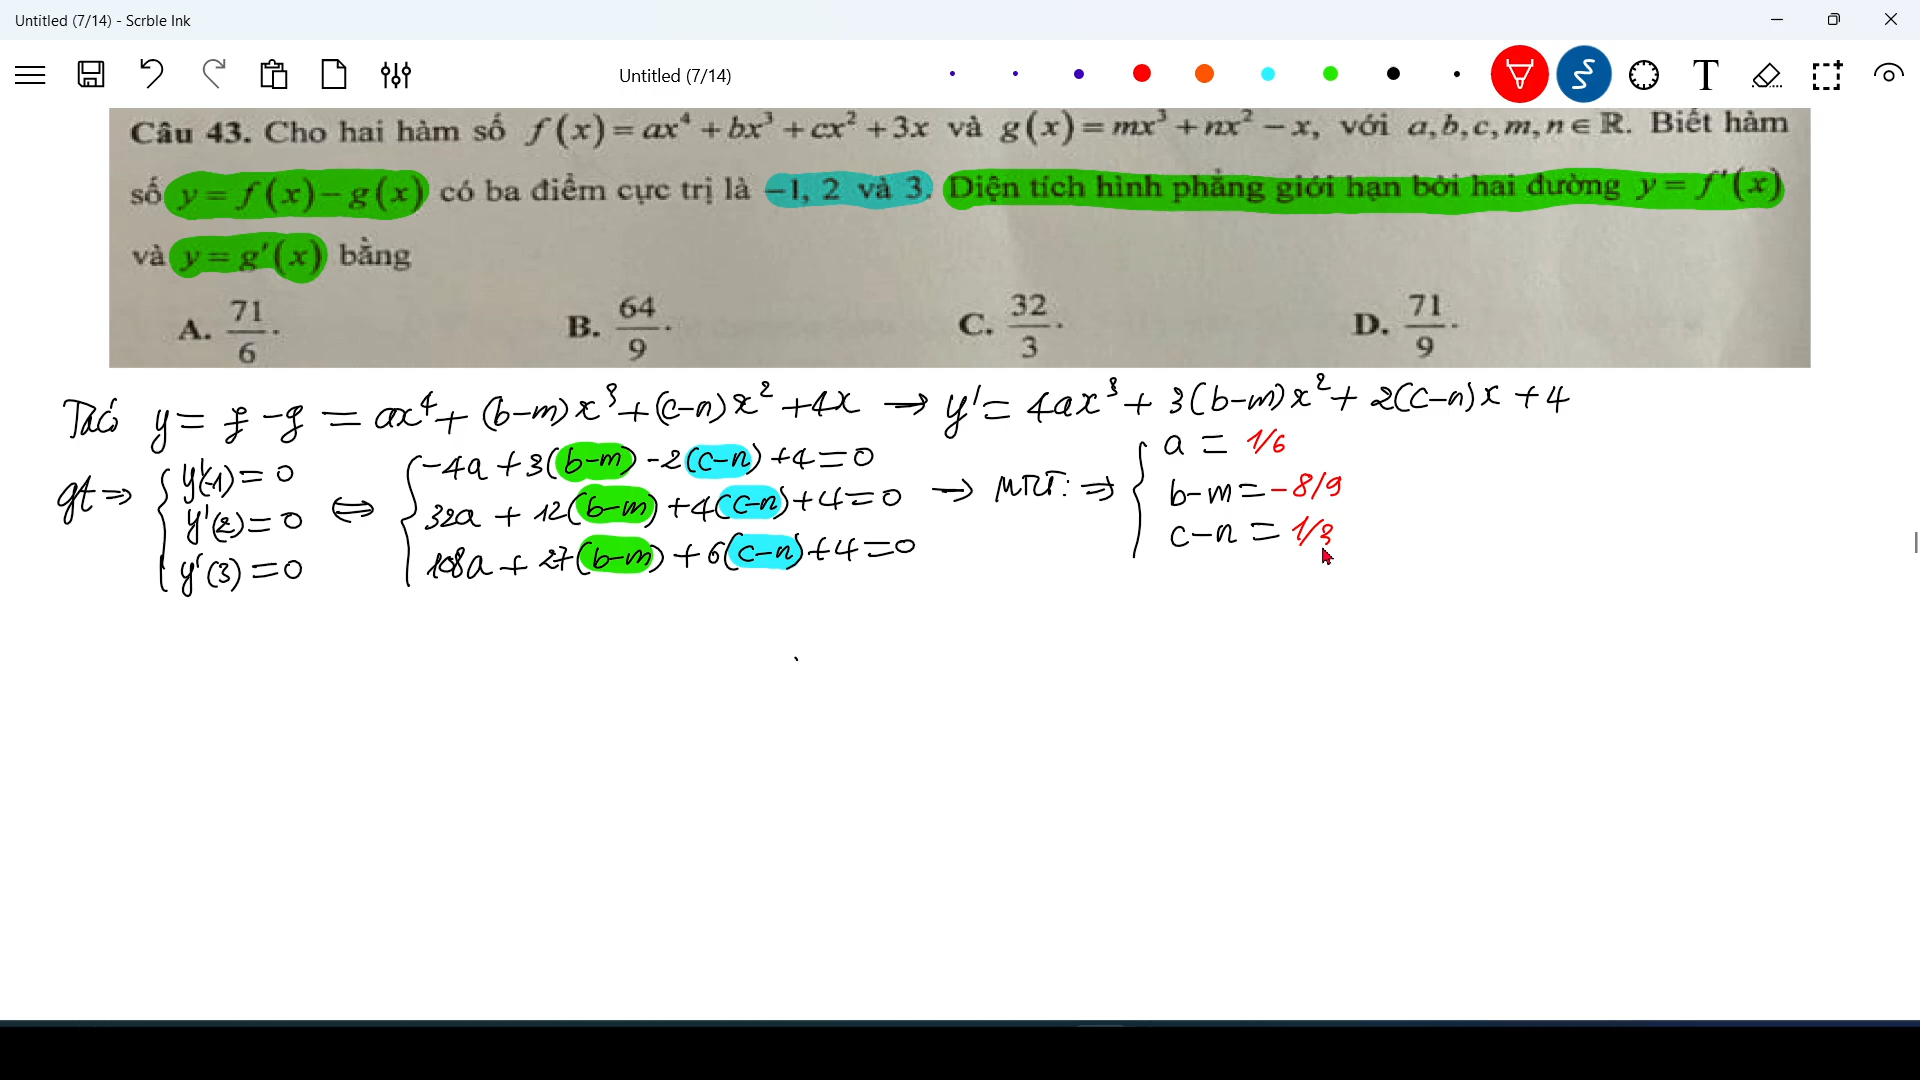 Untitled (7/14) - Scrble Ink
Untitled (7/14)
T
Câu 43. Cho hai hàm số f(x) = ax⁴ + bx³ + cx² + 3x và g(x) = mx³ + nx² − x, với a, b, c, m, n ∈ ℝ. Biết hàm
số y = f(x) − g(x) có ba điểm cực trị là −1, 2 và 3. Diện tích hình phẳng giới hạn bởi hai đường y = f'(x)
và y = g'(x) bằng
A. 71/6. B. 64/9. C. 32/3. D. 71/9.
Ta có y = f − g = ax⁴ + (b−m)x³ + (c−n)x² + 4x → y' = 4ax³ + 3(b−m)x² + 2(c−n)x + 4
gt ⇒ { y'(-1) = 0 ⇔ { −4a + 3(b−m) − 2(c−n) + 4 = 0 → MTCT: ⇒ { a = 1/6
y'(2) = 0 32a + 12(b−m) + 4(c−n) + 4 = 0 b−m = −8/9
y'(3) = 0 108a + 27(b−m) + 6(c−n) + 4 = 0 c−n = 1/3